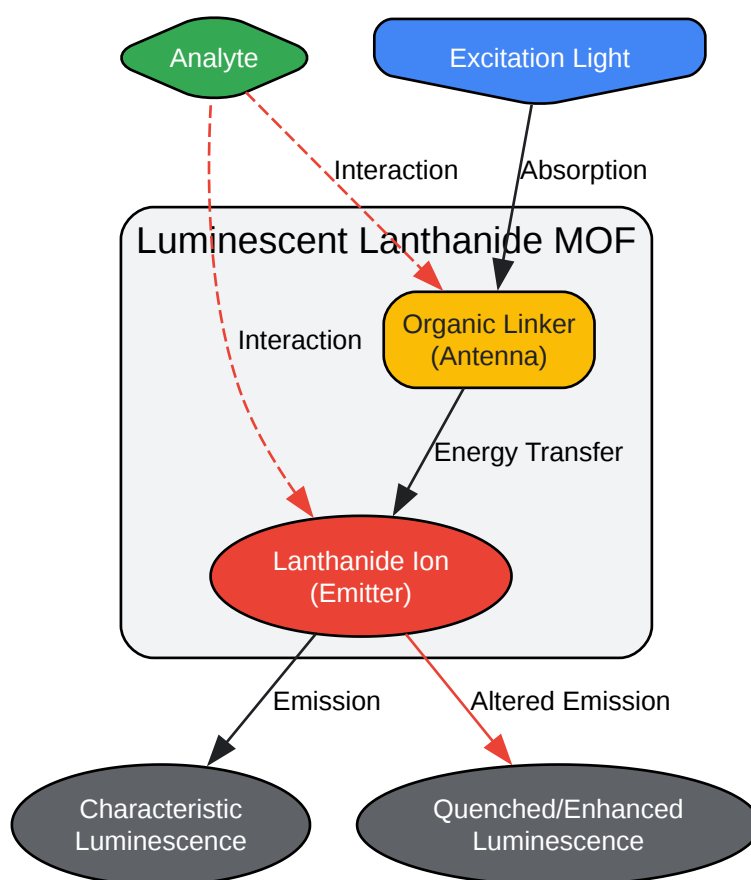 Analyte
Excitation Light
Interaction
Absorption
Luminescent Lanthanide MOF
Organic Linker
(Antenna)
Interaction
Energy Transfer
Lanthanide Ion
(Emitter)
Emission
Altered Emission
Characteristic
Luminescence
Quenched/Enhanced
Luminescence